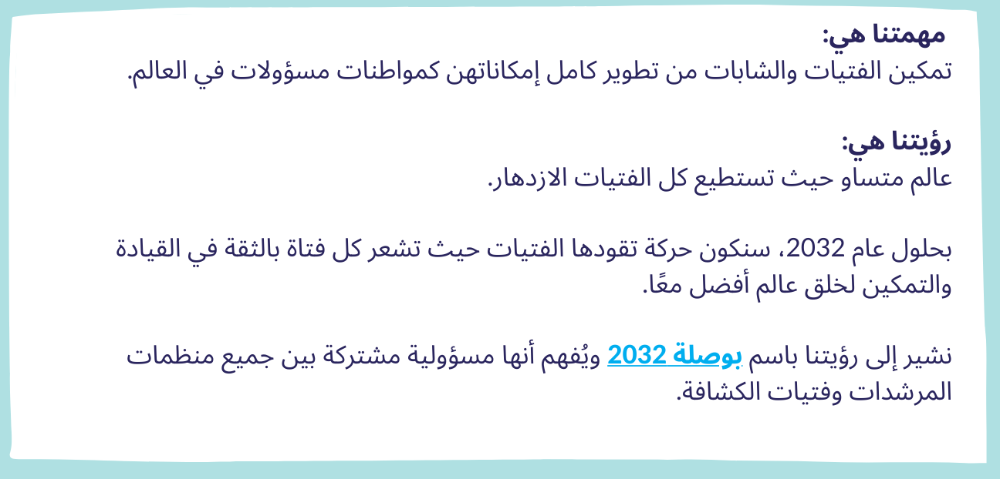 مهمتنا هي:
تمكين الفتيات والشابات من تطوير كامل إمكاناتهن كمواطنات مسؤولات في العالم.
رؤيتنا هي:
عالم متساو حيث تستطيع كل الفتيات الازدهار.
بحلول عام 2032، سنكون حركة تقودها الفتيات حيث تشعر كل فتاة بالثقة في القيادة
والتمكين لخلق عالم أفضل معًا.
نشير إلى رؤيتنا باسم بوصلة 2032 ويُفهم أنها مسؤولية مشتركة بين جميع منظمات
المرشدات وفتيات الكشافة.